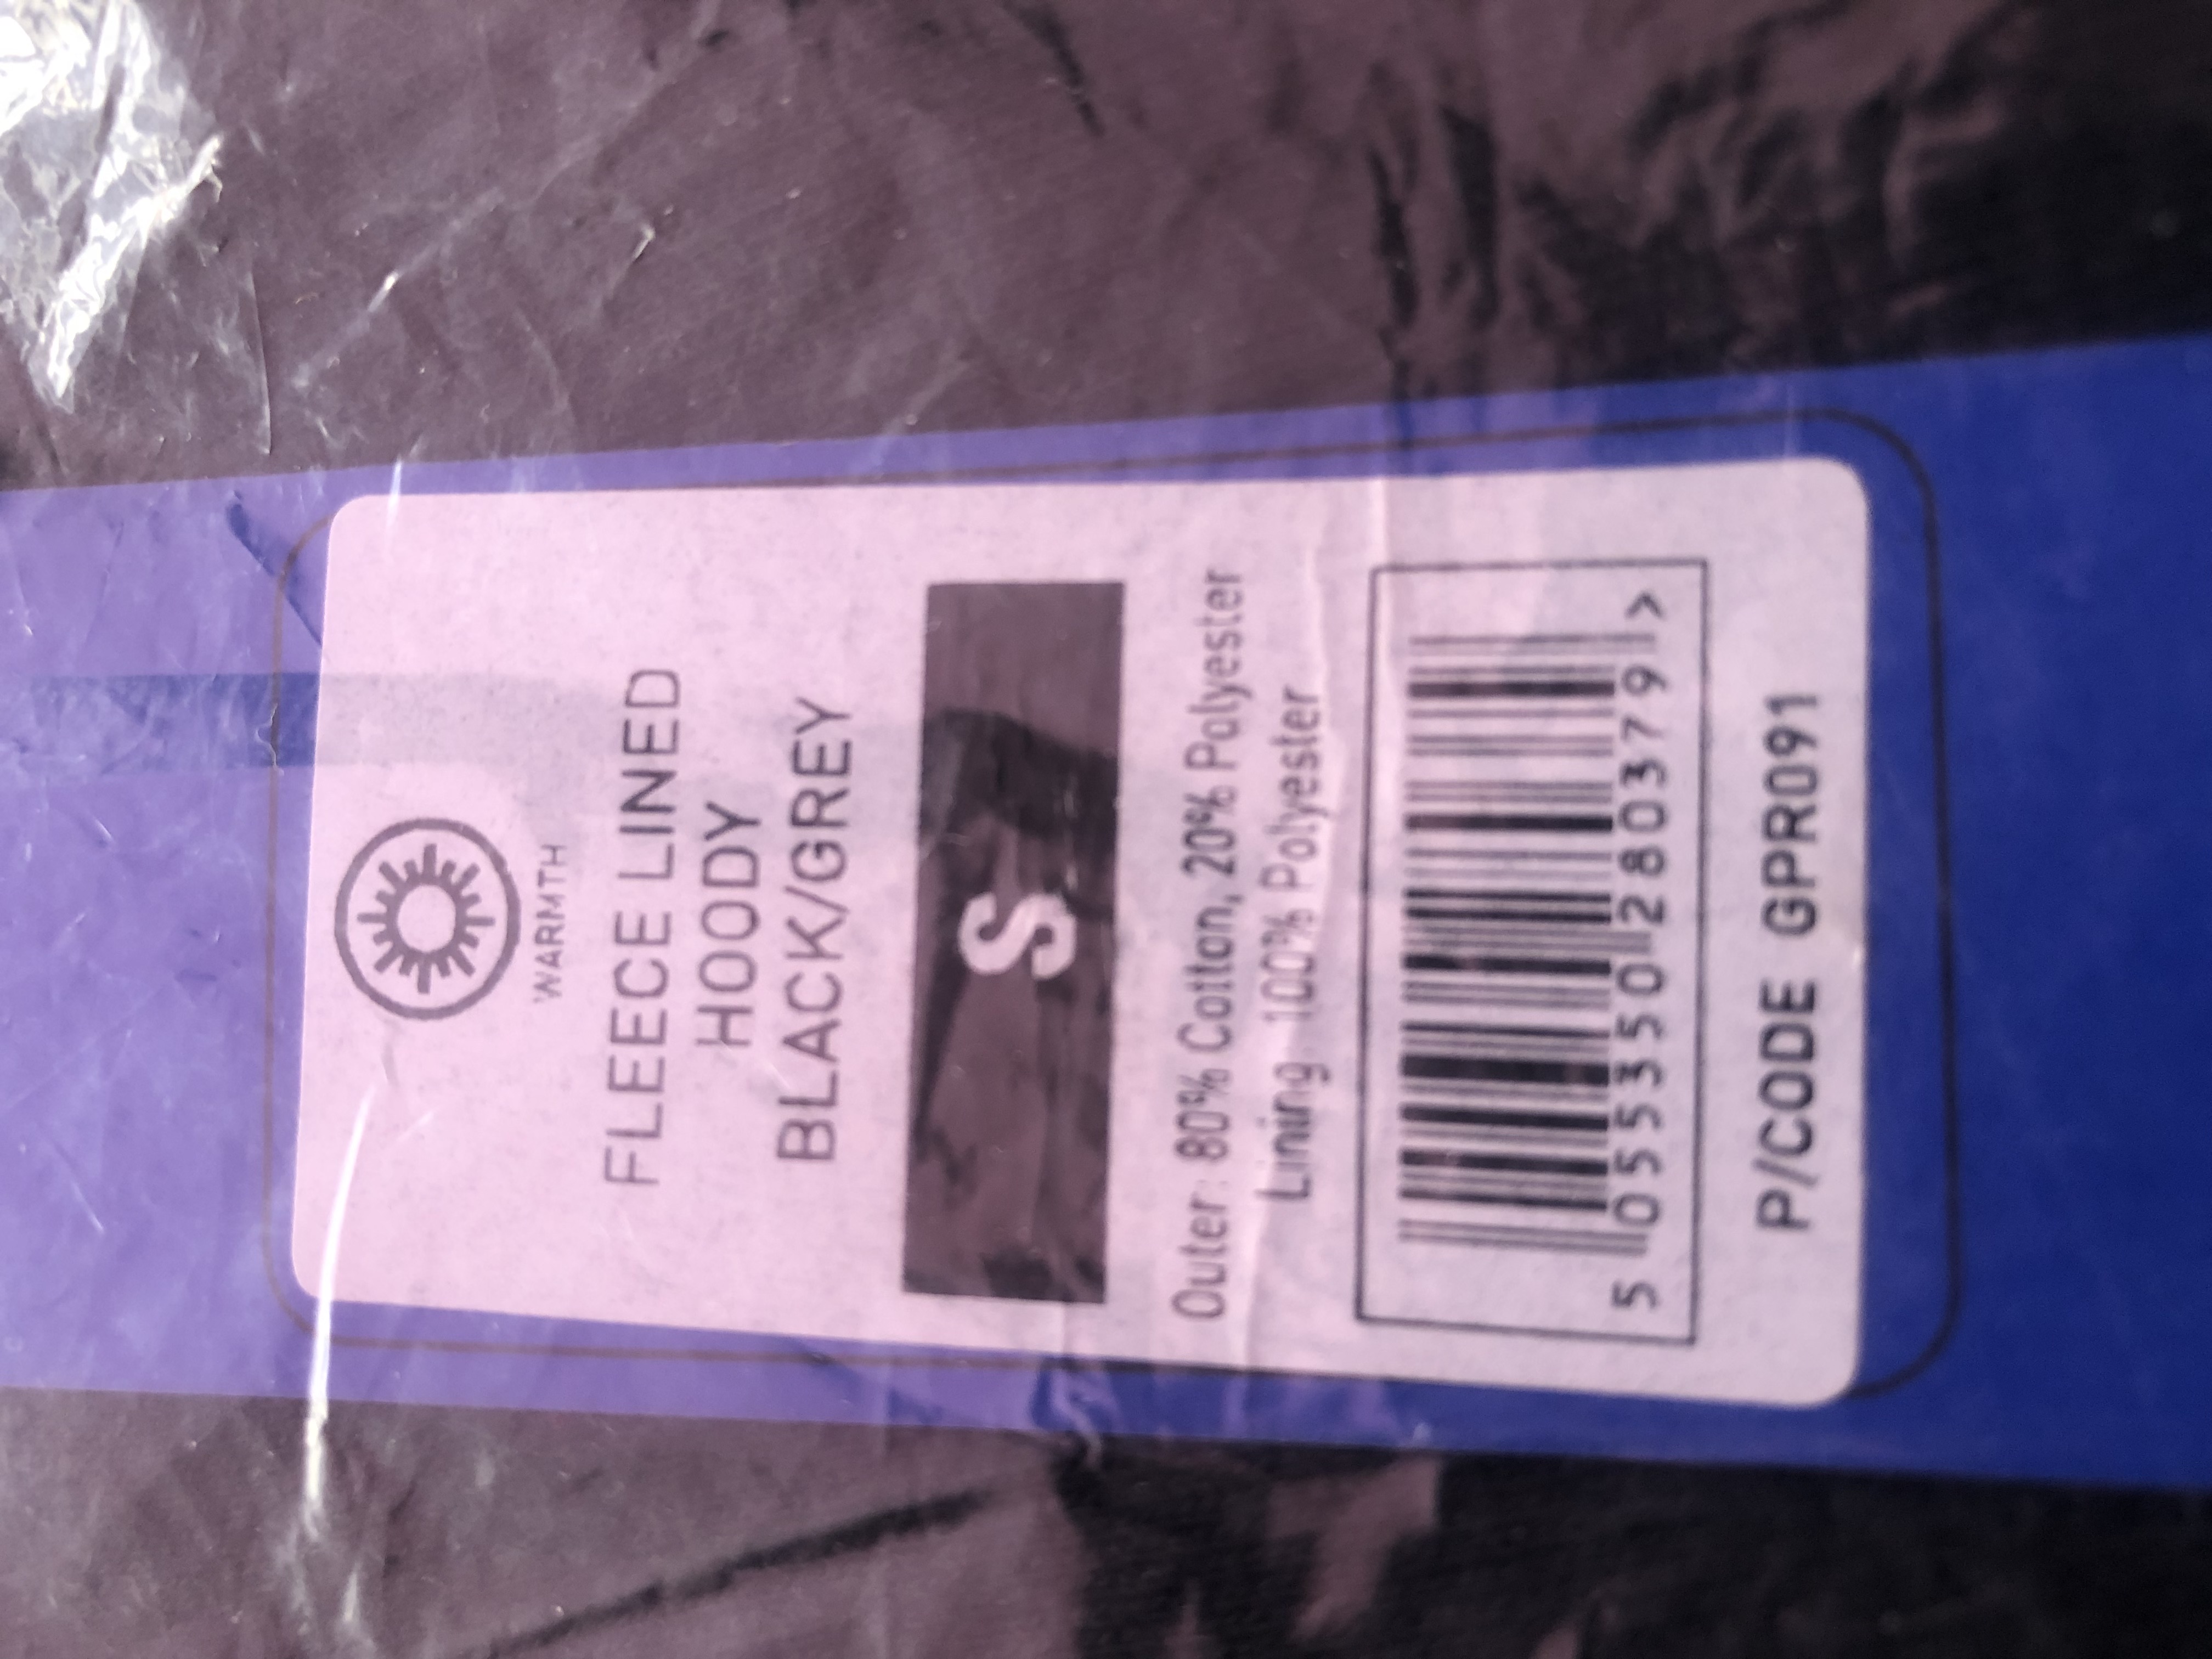 WARMTH
FLEECE LINED
HOODY
BLACK/GREY
S
Outer: 80% Cotton, 20% Polyester
Lining 100% Polyester
5 055350 280379 >
P/CODE GPR091